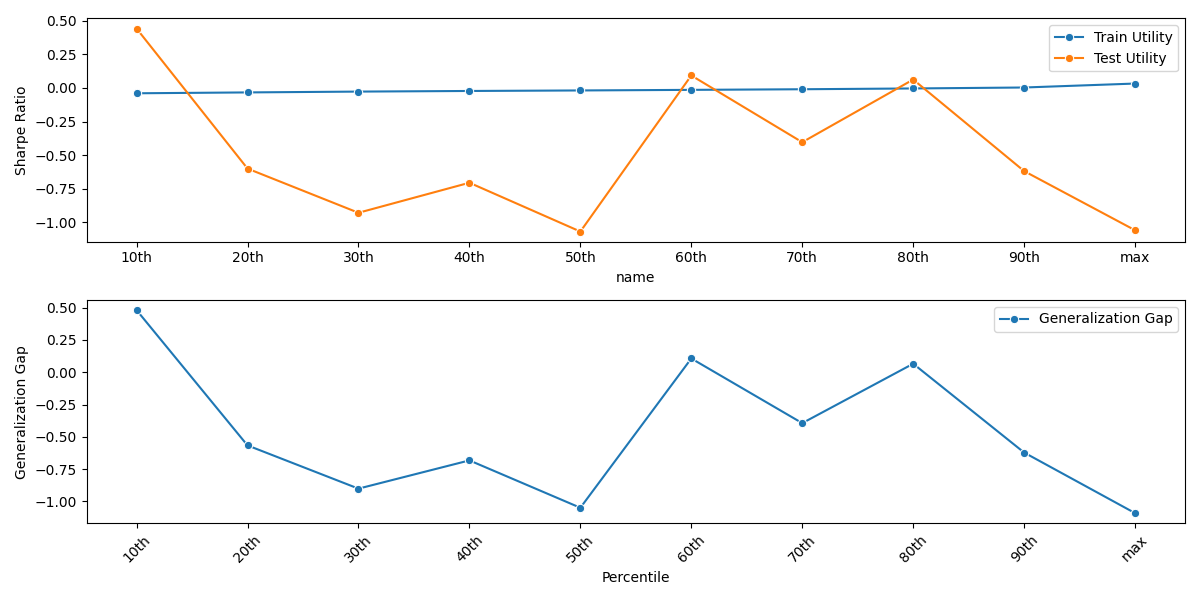 Sharpe Ratio
0.50
0.25
0.00
−0.25
−0.50
−0.75
−1.00
Train Utility
Test Utility
10th 20th 30th 40th 50th 60th 70th 80th 90th max
name
Generalization Gap
0.50
0.25
0.00
−0.25
−0.50
−0.75
−1.00
Generalization Gap
10th 20th 30th 40th 50th 60th 70th 80th 90th max
Percentile